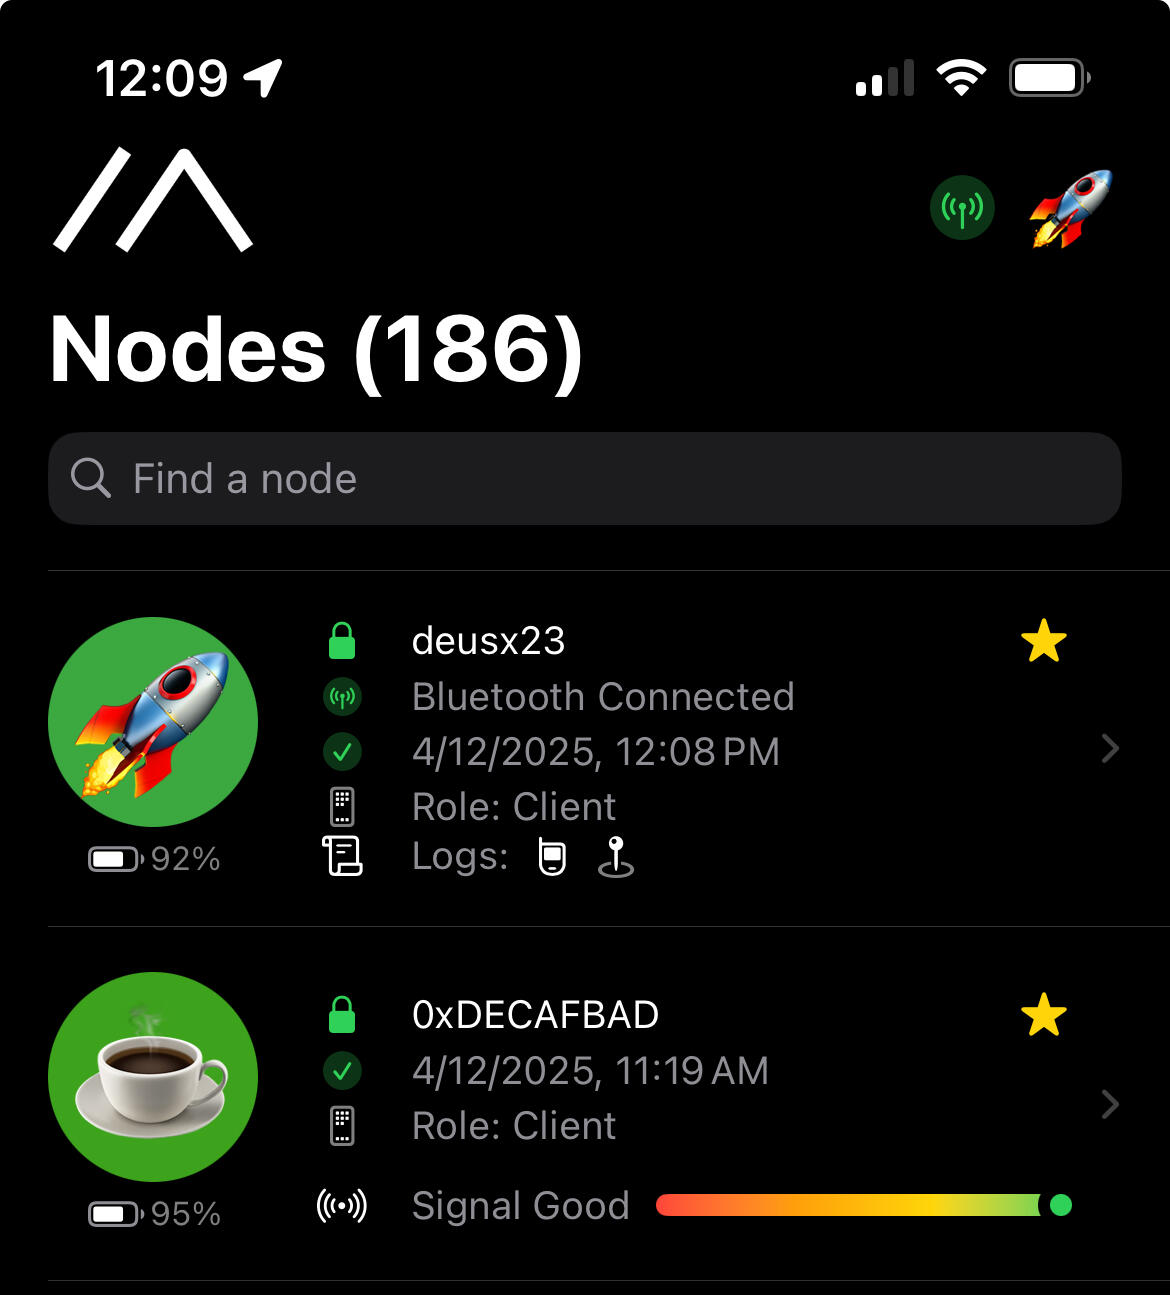 12:09
Nodes (186)
Find a node
deusx23
Bluetooth Connected
4/12/2025, 12:08 PM
Role: Client
92%
Logs:
0xDECAFBAD
4/12/2025, 11:19 AM
Role: Client
95%
Signal Good